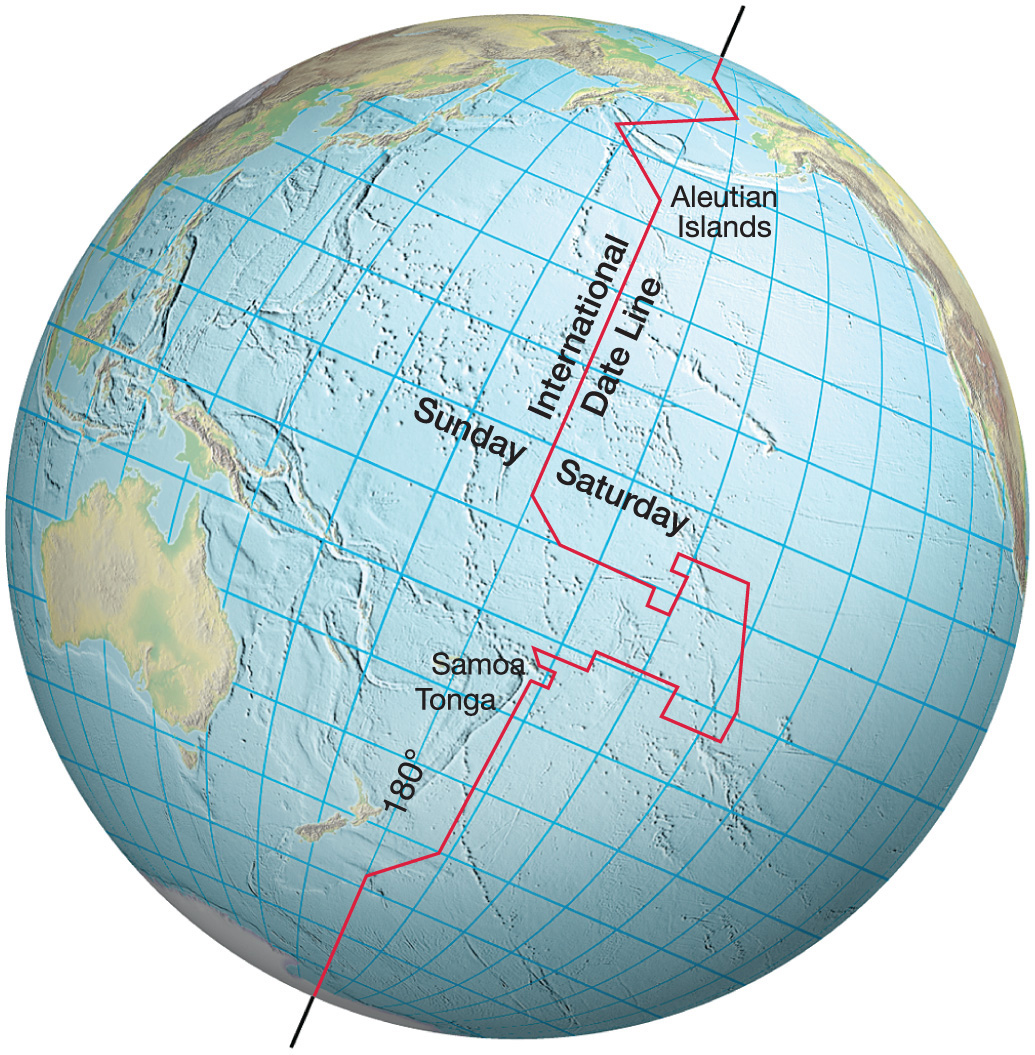 Aleutian
Islands
International
Date Line
Sunday
Saturday
Samoa
Tonga
180°